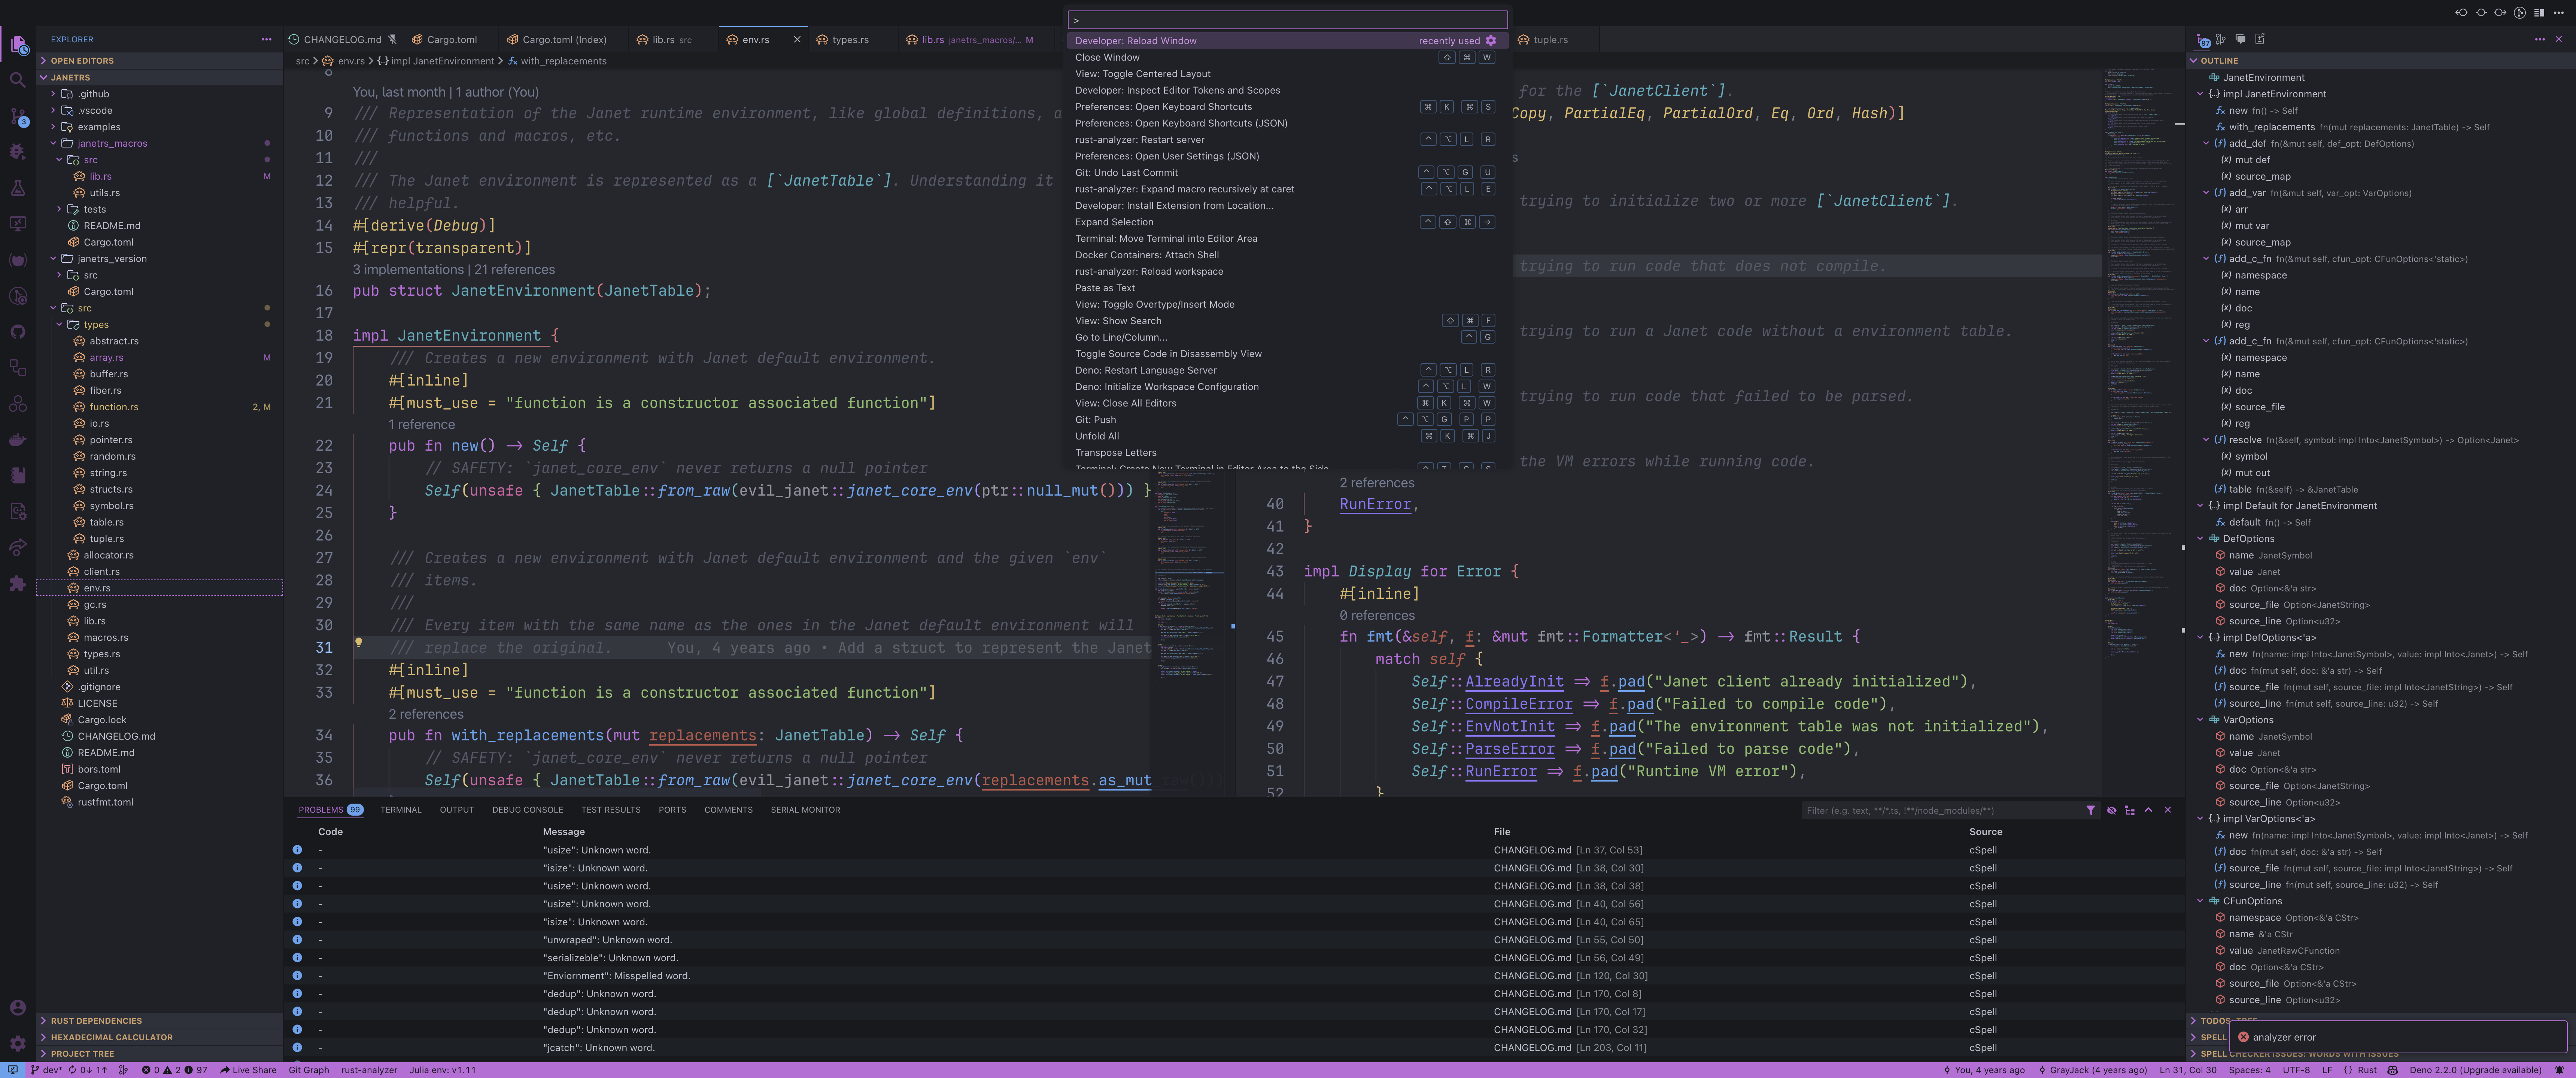 EXPLORER
OPEN EDITORS
JANETRS
.github
.vscode
examples
janetrs_macros
src
lib.rs M
utils.rs
tests
README.md
Cargo.toml
janetrs_version
src
Cargo.toml
src
types
abstract.rs
array.rs M
buffer.rs
fiber.rs
function.rs 2, M
io.rs
pointer.rs
random.rs
string.rs
structs.rs
symbol.rs
table.rs
tuple.rs
allocator.rs
client.rs
env.rs
gc.rs
lib.rs
macros.rs
types.rs
util.rs
.gitignore
LICENSE
Cargo.lock
CHANGELOG.md
README.md
bors.toml
Cargo.toml
rustfmt.toml
RUST DEPENDENCIES
HEXADECIMAL CALCULATOR
PROJECT TREE
3
CHANGELOG.md
Cargo.toml
Cargo.toml (Index)
lib.rs src
env.rs
types.rs
lib.rs janetrs_macros/... M
tuple.rs
src > env.rs > {} impl JanetEnvironment > with_replacements
8
You, last month | 1 author (You)
9 /// Representation of the Janet runtime environment, like global definitions, a
10 /// functions and macros, etc.
11 ///
12 /// The Janet environment is represented as a [`JanetTable`]. Understanding it
13 /// helpful.
14 #[derive(Debug)]
15 #[repr(transparent)]
3 implementations | 21 references
16 pub struct JanetEnvironment(JanetTable);
17
18 impl JanetEnvironment {
19 /// Creates a new environment with Janet default environment.
20 #[inline]
21 #[must_use = "function is a constructor associated function"]
1 reference
22 pub fn new() -> Self {
23 // SAFETY: `janet_core_env` never returns a null pointer
24 Self(unsafe { JanetTable::from_raw(evil_janet::janet_core_env(ptr::null_mut())) }
25 }
26
27 /// Creates a new environment with Janet default environment and the given `env`
28 /// items.
29 ///
30 /// Every item with the same name as the ones in the Janet default environment will
31 /// replace the original. You, 4 years ago • Add a struct to represent the Janet
32 #[inline]
33 #[must_use = "function is a constructor associated function"]
2 references
34 pub fn with_replacements(mut replacements: JanetTable) -> Self {
35 // SAFETY: `janet_core_env` never returns a null pointer
36 Self(unsafe { JanetTable::from_raw(evil_janet::janet_core_env(replacements.as_mut
>
Developer: Reload Window recently used
Close Window ⇧ ⌘ W
View: Toggle Centered Layout
Developer: Inspect Editor Tokens and Scopes
Preferences: Open Keyboard Shortcuts ⌘ K ⌘ S
Preferences: Open Keyboard Shortcuts (JSON)
rust-analyzer: Restart server ⌃ ⌥ L R
Preferences: Open User Settings (JSON)
Git: Undo Last Commit ⌃ ⌥ G U
rust-analyzer: Expand macro recursively at caret ⌃ ⌥ L E
Developer: Install Extension from Location...
Expand Selection ⌃ ⇧ ⌘ →
Terminal: Move Terminal into Editor Area
Docker Containers: Attach Shell
rust-analyzer: Reload workspace
Paste as Text
View: Toggle Overtype/Insert Mode
View: Show Search ⇧ ⌘ F
Go to Line/Column... ⌃ G
Toggle Source Code in Disassembly View
Deno: Restart Language Server ⌃ ⌥ L R
Deno: Initialize Workspace Configuration ⌃ ⌥ L W
View: Close All Editors ⌘ K ⌘ W
Git: Push ⌃ ⌥ G P P
Unfold All ⌘ K ⌘ J
Transpose Letters
Terminal: Create New Terminal in Editor Area to the Side
for the [`JanetClient`].
Copy, PartialEq, PartialOrd, Eq, Ord, Hash)]
s
trying to initialize two or more [`JanetClient`].
trying to run code that does not compile.
trying to run a Janet code without a environment table.
trying to run code that failed to be parsed.
the VM errors while running code.
2 references
40 RunError,
41 }
42
43 impl Display for Error {
44 #[inline]
0 references
45 fn fmt(&self, f: &mut fmt::Formatter<'_>) -> fmt::Result {
46 match self {
47 Self::AlreadyInit => f.pad("Janet client already initialized"),
48 Self::CompileError => f.pad("Failed to compile code"),
49 Self::EnvNotInit => f.pad("The environment table was not initialized"),
50 Self::ParseError => f.pad("Failed to parse code"),
51 Self::RunError => f.pad("Runtime VM error"),
52 }
PROBLEMS 99 TERMINAL OUTPUT DEBUG CONSOLE TEST RESULTS PORTS COMMENTS SERIAL MONITOR
Filter (e.g. text, **/*.ts, !**/node_modules/**)
Code Message File Source
- "usize": Unknown word. CHANGELOG.md [Ln 37, Col 53] cSpell
- "isize": Unknown word. CHANGELOG.md [Ln 38, Col 30] cSpell
- "usize": Unknown word. CHANGELOG.md [Ln 38, Col 38] cSpell
- "usize": Unknown word. CHANGELOG.md [Ln 40, Col 56] cSpell
- "isize": Unknown word. CHANGELOG.md [Ln 40, Col 65] cSpell
- "unwraped": Unknown word. CHANGELOG.md [Ln 55, Col 50] cSpell
- "serializeble": Unknown word. CHANGELOG.md [Ln 56, Col 49] cSpell
- "Enviornment": Misspelled word. CHANGELOG.md [Ln 120, Col 30] cSpell
- "dedup": Unknown word. CHANGELOG.md [Ln 170, Col 8] cSpell
- "dedup": Unknown word. CHANGELOG.md [Ln 170, Col 17] cSpell
- "dedup": Unknown word. CHANGELOG.md [Ln 170, Col 32] cSpell
- "jcatch": Unknown word. CHANGELOG.md [Ln 203, Col 11] cSpell
97
OUTLINE
JanetEnvironment
impl JanetEnvironment
new fn() -> Self
with_replacements fn(mut replacements: JanetTable) -> Self
add_def fn(&mut self, def_opt: DefOptions)
mut def
source_map
add_var fn(&mut self, var_opt: VarOptions)
arr
mut var
source_map
add_c_fn fn(&mut self, cfun_opt: CFunOptions<'static>)
namespace
name
doc
reg
add_c_fn fn(&mut self, cfun_opt: CFunOptions<'static>)
namespace
name
doc
source_file
reg
resolve fn(&self, symbol: impl Into<JanetSymbol>) -> Option<Janet>
symbol
mut out
table fn(&self) -> &JanetTable
impl Default for JanetEnvironment
default fn() -> Self
DefOptions
name JanetSymbol
value Janet
doc Option<&'a str>
source_file Option<JanetString>
source_line Option<u32>
impl DefOptions<'a>
new fn(name: impl Into<JanetSymbol>, value: impl Into<Janet>) -> Self
doc fn(mut self, doc: &'a str) -> Self
source_file fn(mut self, source_file: impl Into<JanetString>) -> Self
source_line fn(mut self, source_line: u32) -> Self
VarOptions
name JanetSymbol
value Janet
doc Option<&'a str>
source_file Option<JanetString>
source_line Option<u32>
impl VarOptions<'a>
new fn(name: impl Into<JanetSymbol>, value: impl Into<Janet>) -> Self
doc fn(mut self, doc: &'a str) -> Self
source_file fn(mut self, source_file: impl Into<JanetString>) -> Self
source_line fn(mut self, source_line: u32) -> Self
CFunOptions
namespace Option<&'a CStr>
name &'a CStr
value JanetRawCFunction
doc Option<&'a CStr>
source_file Option<&'a CStr>
source_line Option<u32>
TODOS: TREE
SPELL
analyzer error
SPELL CHECKER ISSUES: WORDS WITH ISSUES
dev* 0↓ 1↑ 0 2 97 Live Share Git Graph rust-analyzer Julia env: v1.11
You, 4 years ago GrayJack (4 years ago) Ln 31, Col 30 Spaces: 4 UTF-8 LF {} Rust Deno 2.2.0 (Upgrade available)